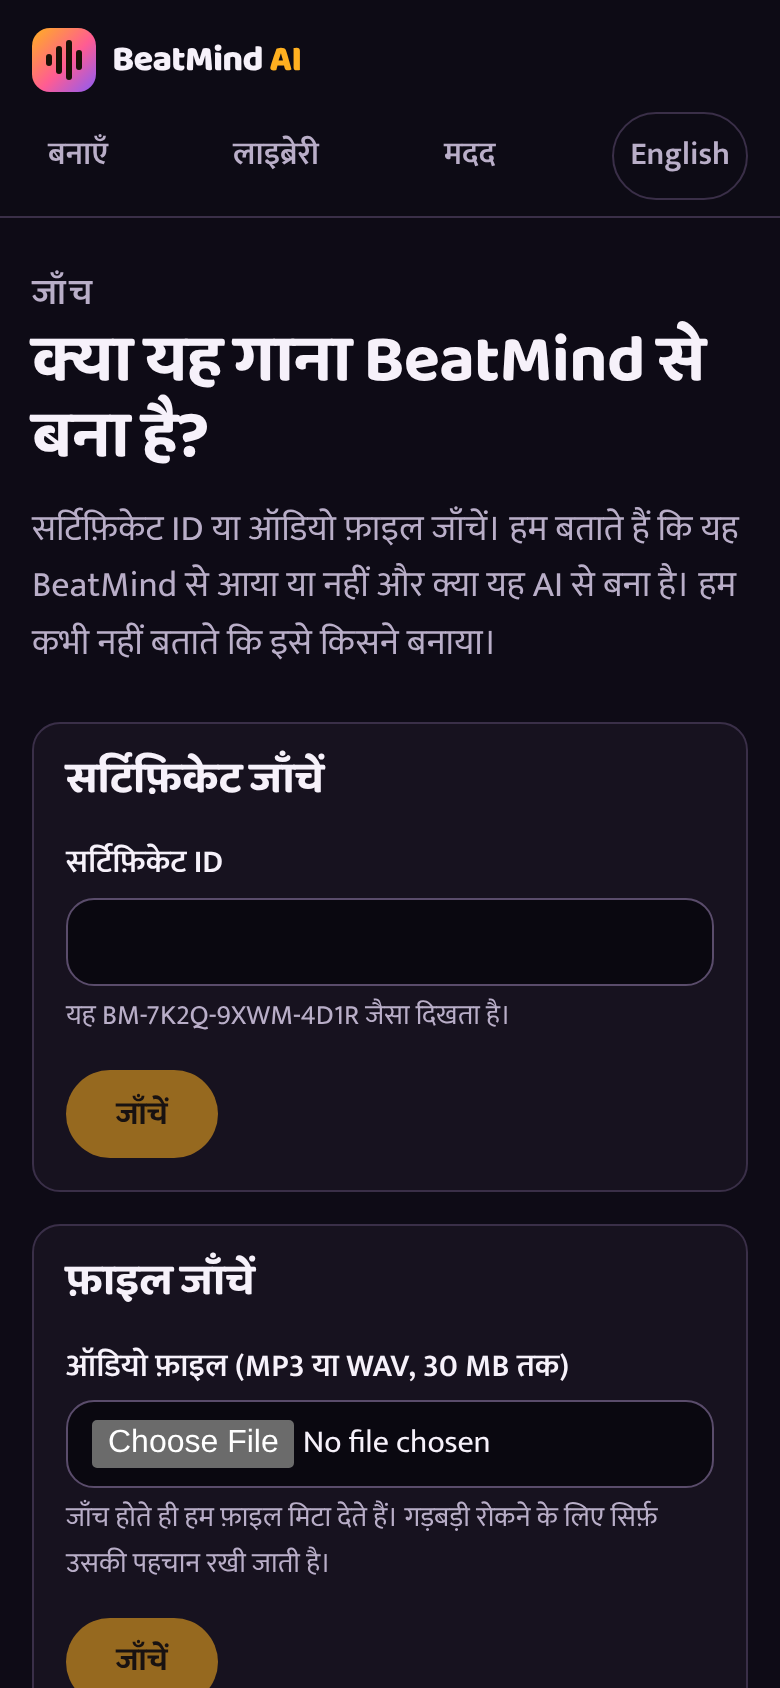 BeatMind AI
बनाएँ लाइब्रेरी मदद English
जाँच
क्या यह गाना BeatMind से
बना है?
सर्टिफ़िकेट ID या ऑडियो फ़ाइल जाँचें। हम बताते हैं कि यह
BeatMind से आया या नहीं और क्या यह AI से बना है। हम
कभी नहीं बताते कि इसे किसने बनाया।
सर्टिफ़िकेट जाँचें
सर्टिफ़िकेट ID
यह BM-7K2Q-9XWM-4D1R जैसा दिखता है।
जाँचें
फ़ाइल जाँचें
ऑडियो फ़ाइल (MP3 या WAV, 30 MB तक)
Choose File No file chosen
जाँच होते ही हम फ़ाइल मिटा देते हैं। गड़बड़ी रोकने के लिए सिर्फ़
उसकी पहचान रखी जाती है।
जाँचें